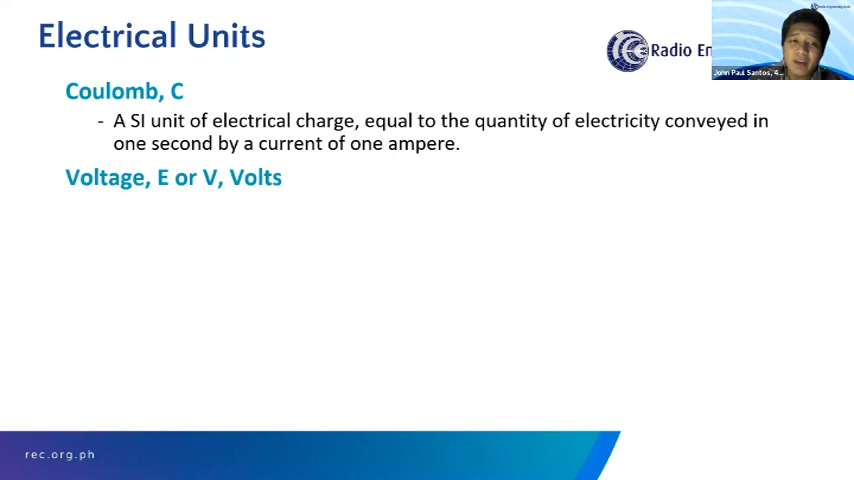 Electrical Units
Radio En
John Paul Santos, 4...
Coulomb, C
- A SI unit of electrical charge, equal to the quantity of electricity conveyed in
one second by a current of one ampere.
Voltage, E or V, Volts
rec.org.ph